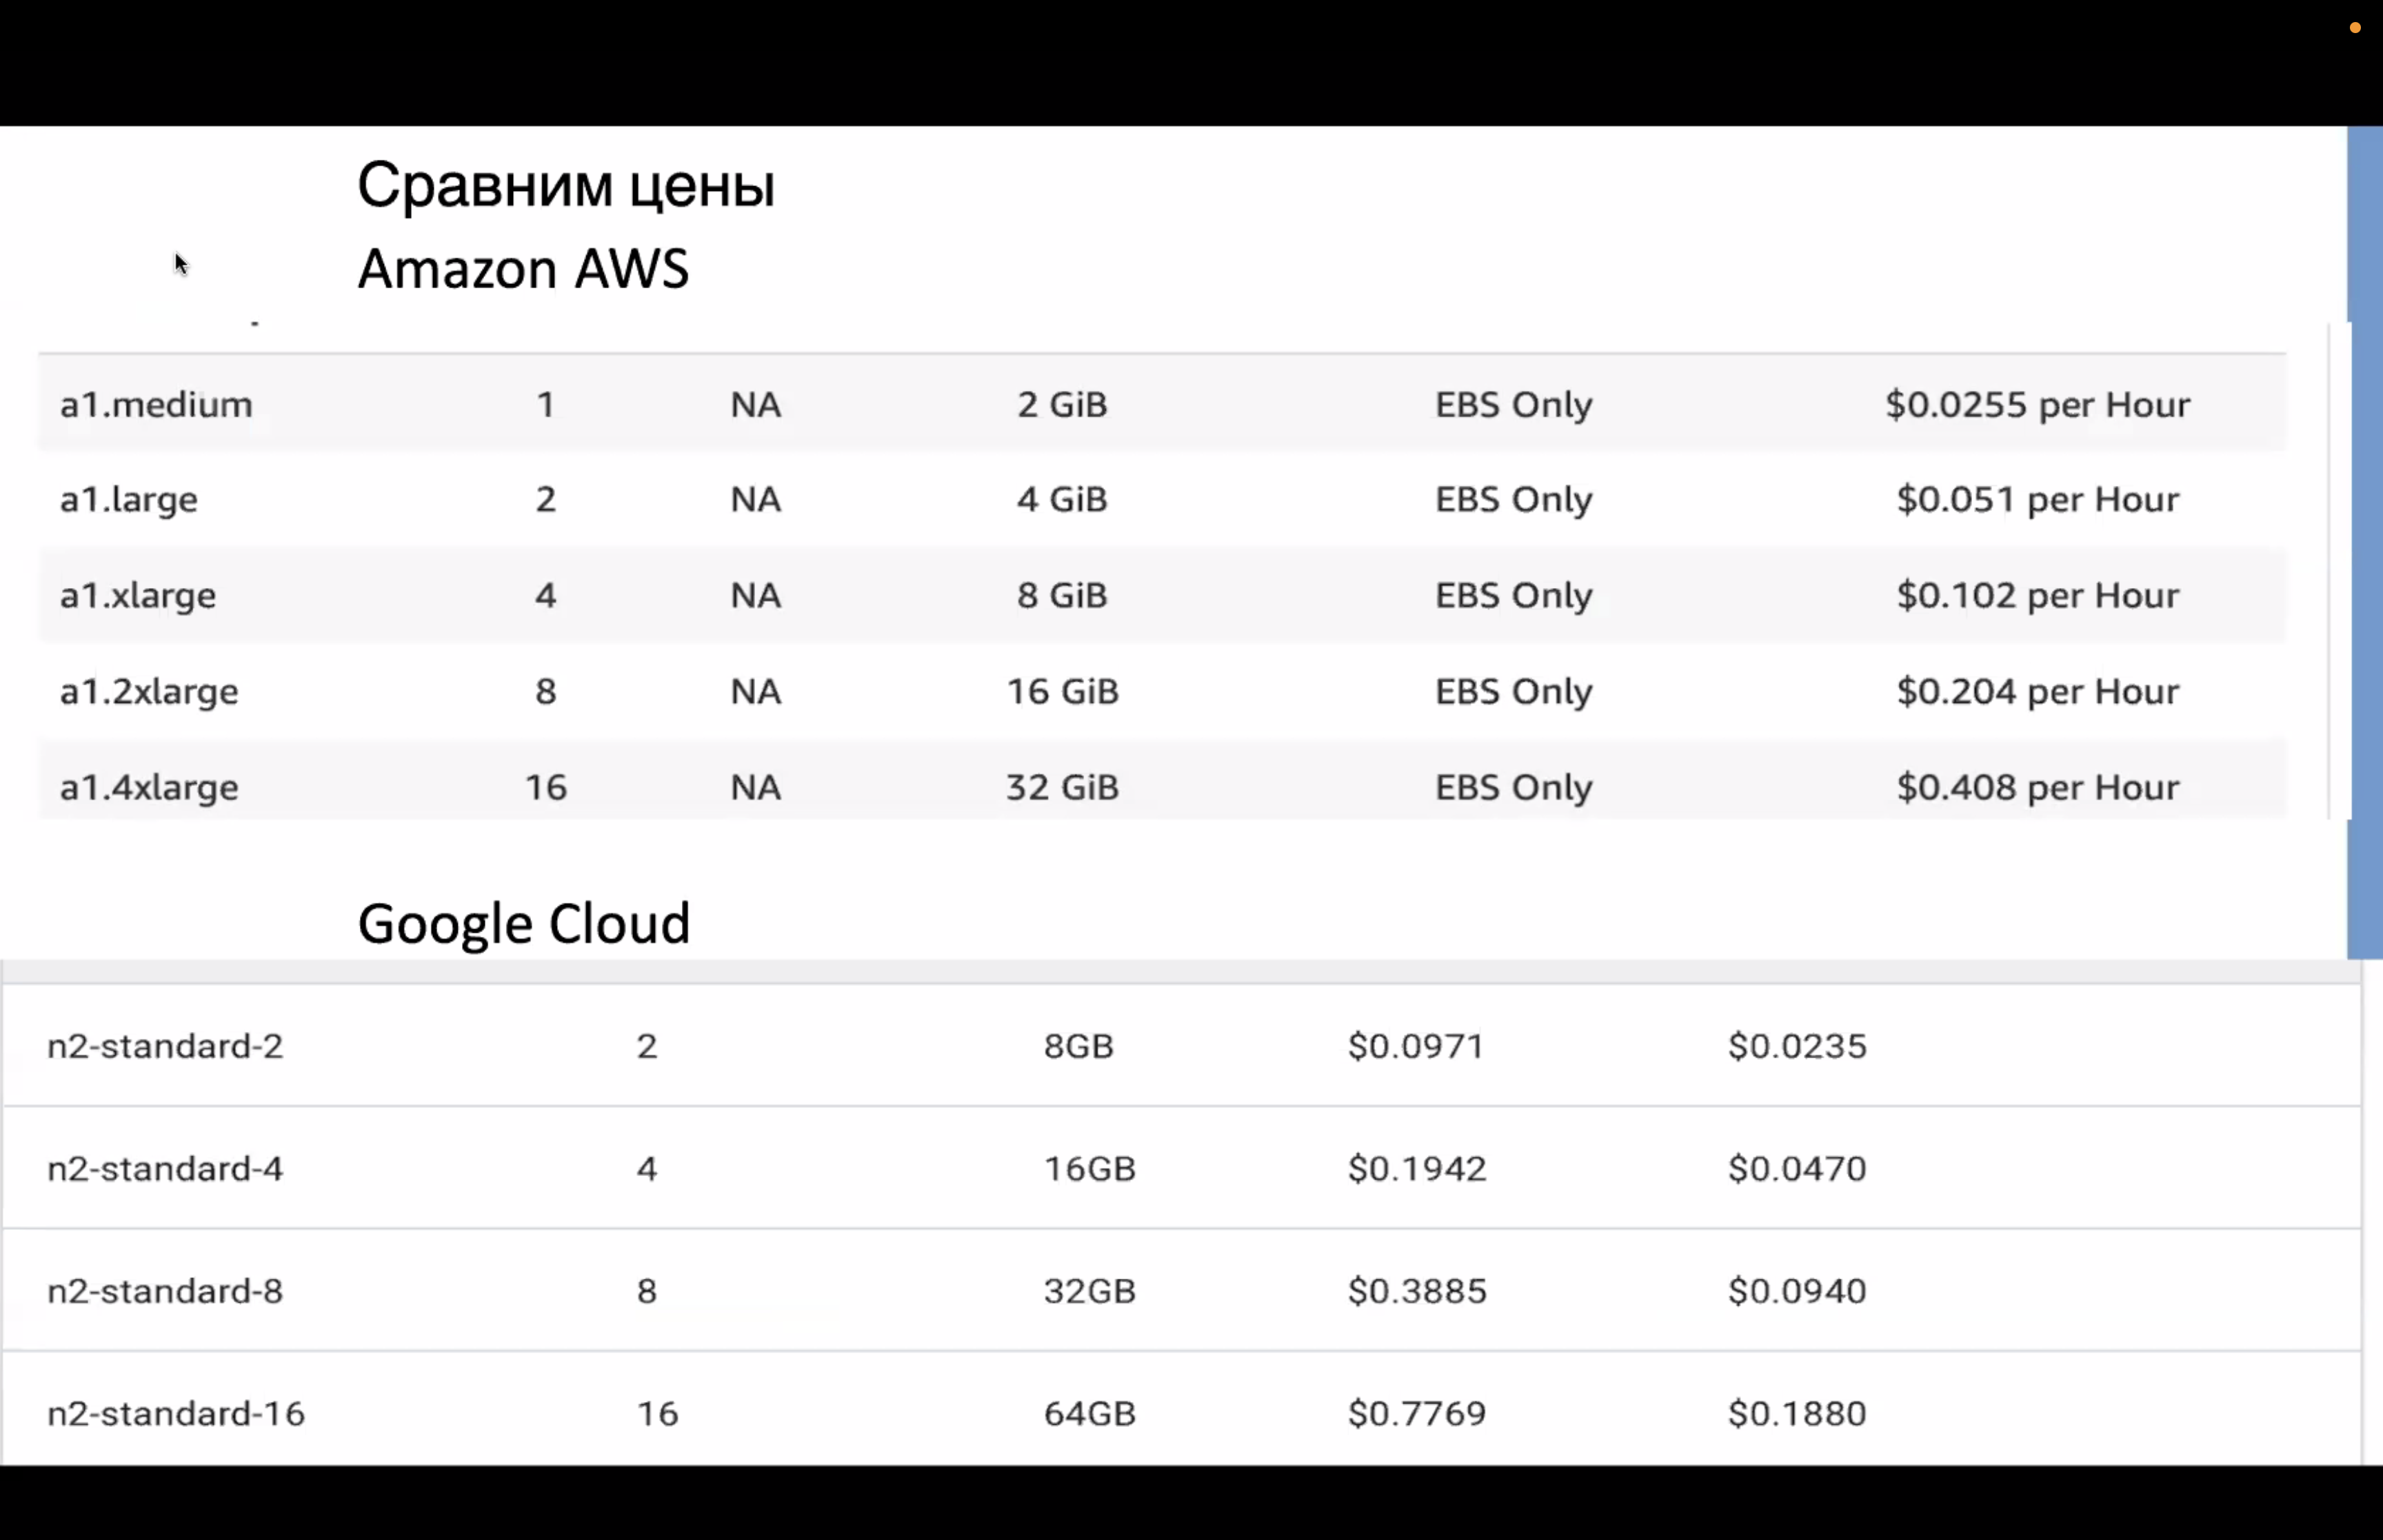 Сравним цены
Amazon AWS
a1.medium 1 NA 2 GiB EBS Only $0.0255 per Hour
a1.large 2 NA 4 GiB EBS Only $0.051 per Hour
a1.xlarge 4 NA 8 GiB EBS Only $0.102 per Hour
a1.2xlarge 8 NA 16 GiB EBS Only $0.204 per Hour
a1.4xlarge 16 NA 32 GiB EBS Only $0.408 per Hour
Google Cloud
n2-standard-2 2 8GB $0.0971 $0.0235
n2-standard-4 4 16GB $0.1942 $0.0470
n2-standard-8 8 32GB $0.3885 $0.0940
n2-standard-16 16 64GB $0.7769 $0.1880